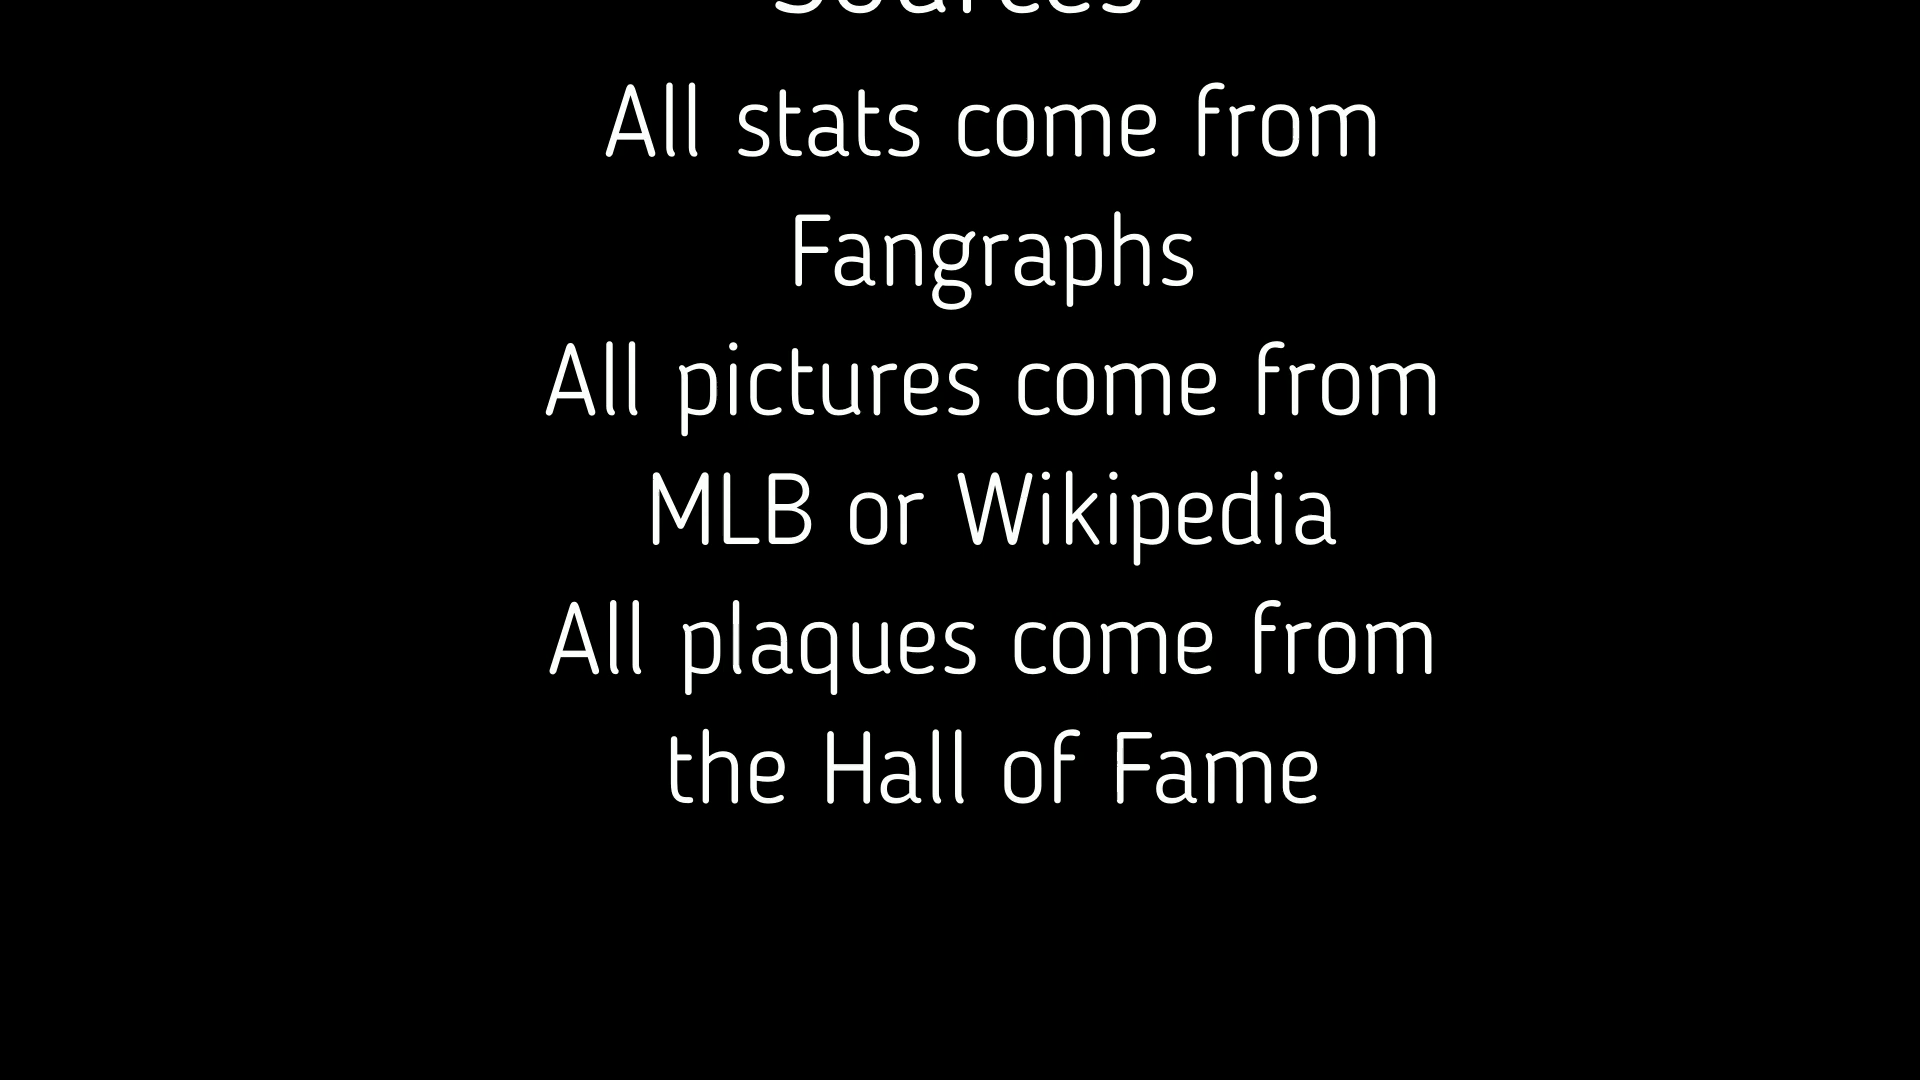 Sources
All stats come from
Fangraphs
All pictures come from
MLB or Wikipedia
All plaques come from
the Hall of Fame